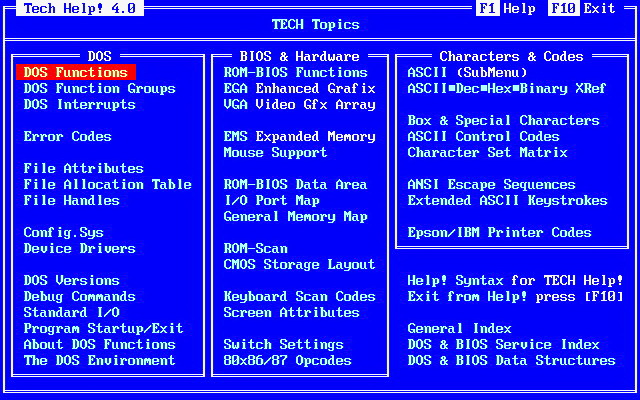 Tech Help! 4.0
F1 Help F10 Exit
TECH Topics
DOS
DOS Functions
DOS Function Groups
DOS Interrupts
Error Codes
File Attributes
File Allocation Table
File Handles
Config.Sys
Device Drivers
DOS Versions
Debug Commands
Standard I/O
Program Startup/Exit
About DOS Functions
The DOS Environment
BIOS & Hardware
ROM-BIOS Functions
EGA Enhanced Grafix
VGA Video Gfx Array
EMS Expanded Memory
Mouse Support
ROM-BIOS Data Area
I/O Port Map
General Memory Map
ROM-Scan
CMOS Storage Layout
Keyboard Scan Codes
Screen Attributes
Switch Settings
80x86/87 Opcodes
Characters & Codes
ASCII (SubMenu)
ASCII■Dec■Hex■Binary XRef
Box & Special Characters
ASCII Control Codes
Character Set Matrix
ANSI Escape Sequences
Extended ASCII Keystrokes
Epson/IBM Printer Codes
Help! Syntax for TECH Help!
Exit from Help! press [F10]
General Index
DOS & BIOS Service Index
DOS & BIOS Data Structures